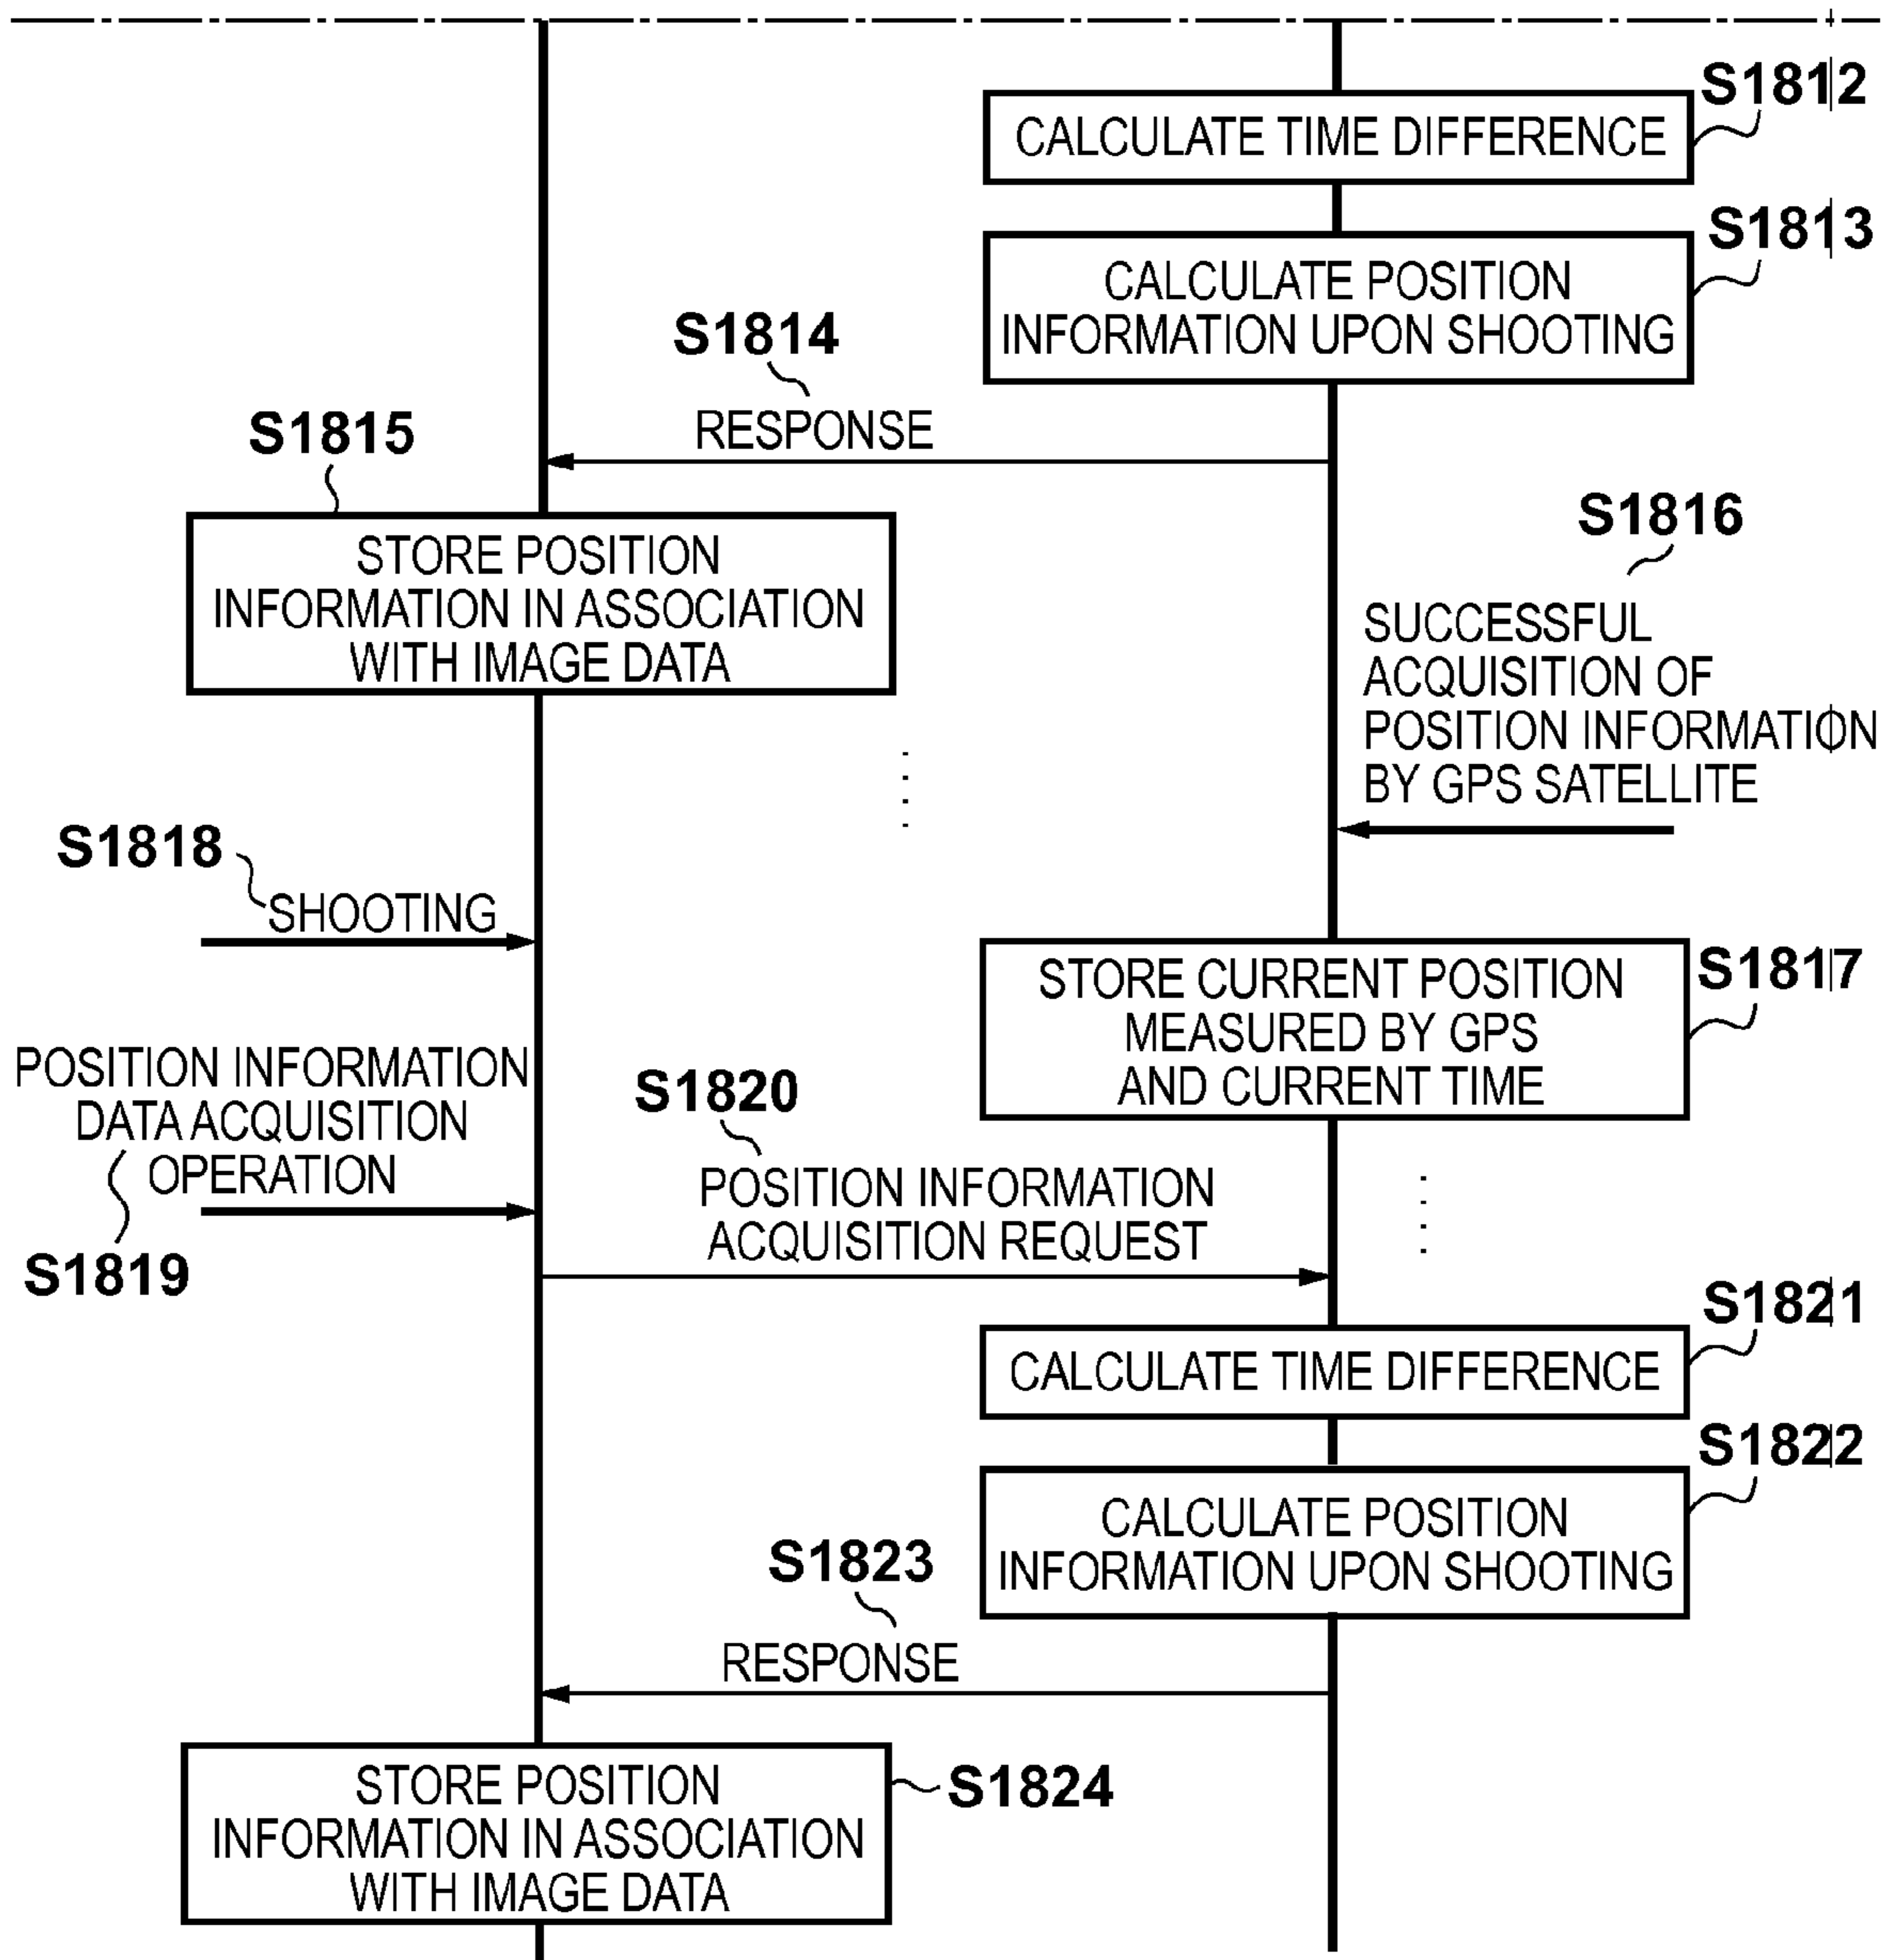 S1812
CALCULATE TIME DIFFERENCE
S1813
CALCULATE POSITION
INFORMATION UPON SHOOTING
S1814
RESPONSE
S1815
STORE POSITION
INFORMATION IN ASSOCIATION
WITH IMAGE DATA
S1816
SUCCESSFUL
ACQUISITION OF
POSITION INFORMATION
BY GPS SATELLITE
S1818
SHOOTING
S1817
STORE CURRENT POSITION
MEASURED BY GPS
AND CURRENT TIME
POSITION INFORMATION
DATA ACQUISITION
OPERATION
S1819
S1820
POSITION INFORMATION
ACQUISITION REQUEST
S1821
CALCULATE TIME DIFFERENCE
S1822
CALCULATE POSITION
INFORMATION UPON SHOOTING
S1823
RESPONSE
STORE POSITION
INFORMATION IN ASSOCIATION
WITH IMAGE DATA
S1824